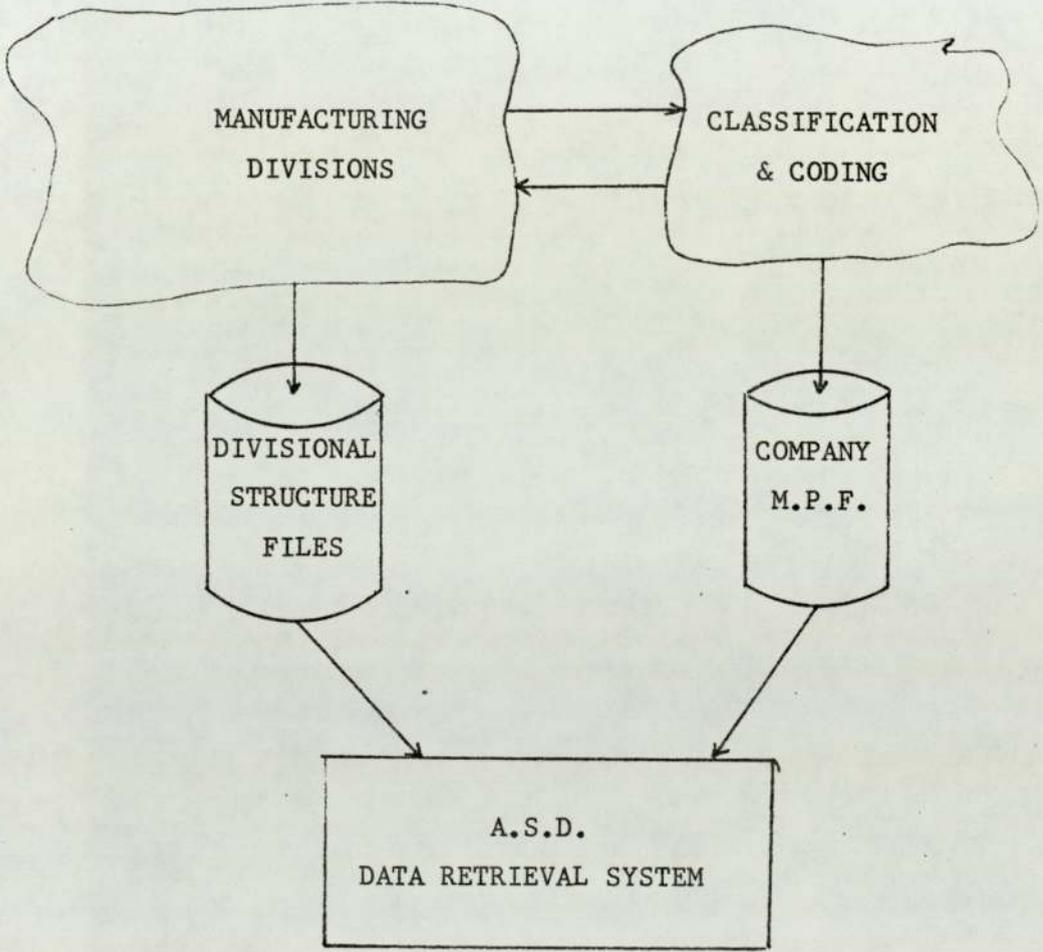 MANUFACTURING
DIVISIONS
CLASSIFICATION
& CODING
DIVISIONAL
STRUCTURE
FILES
COMPANY
M.P.F.
A.S.D.
DATA RETRIEVAL SYSTEM